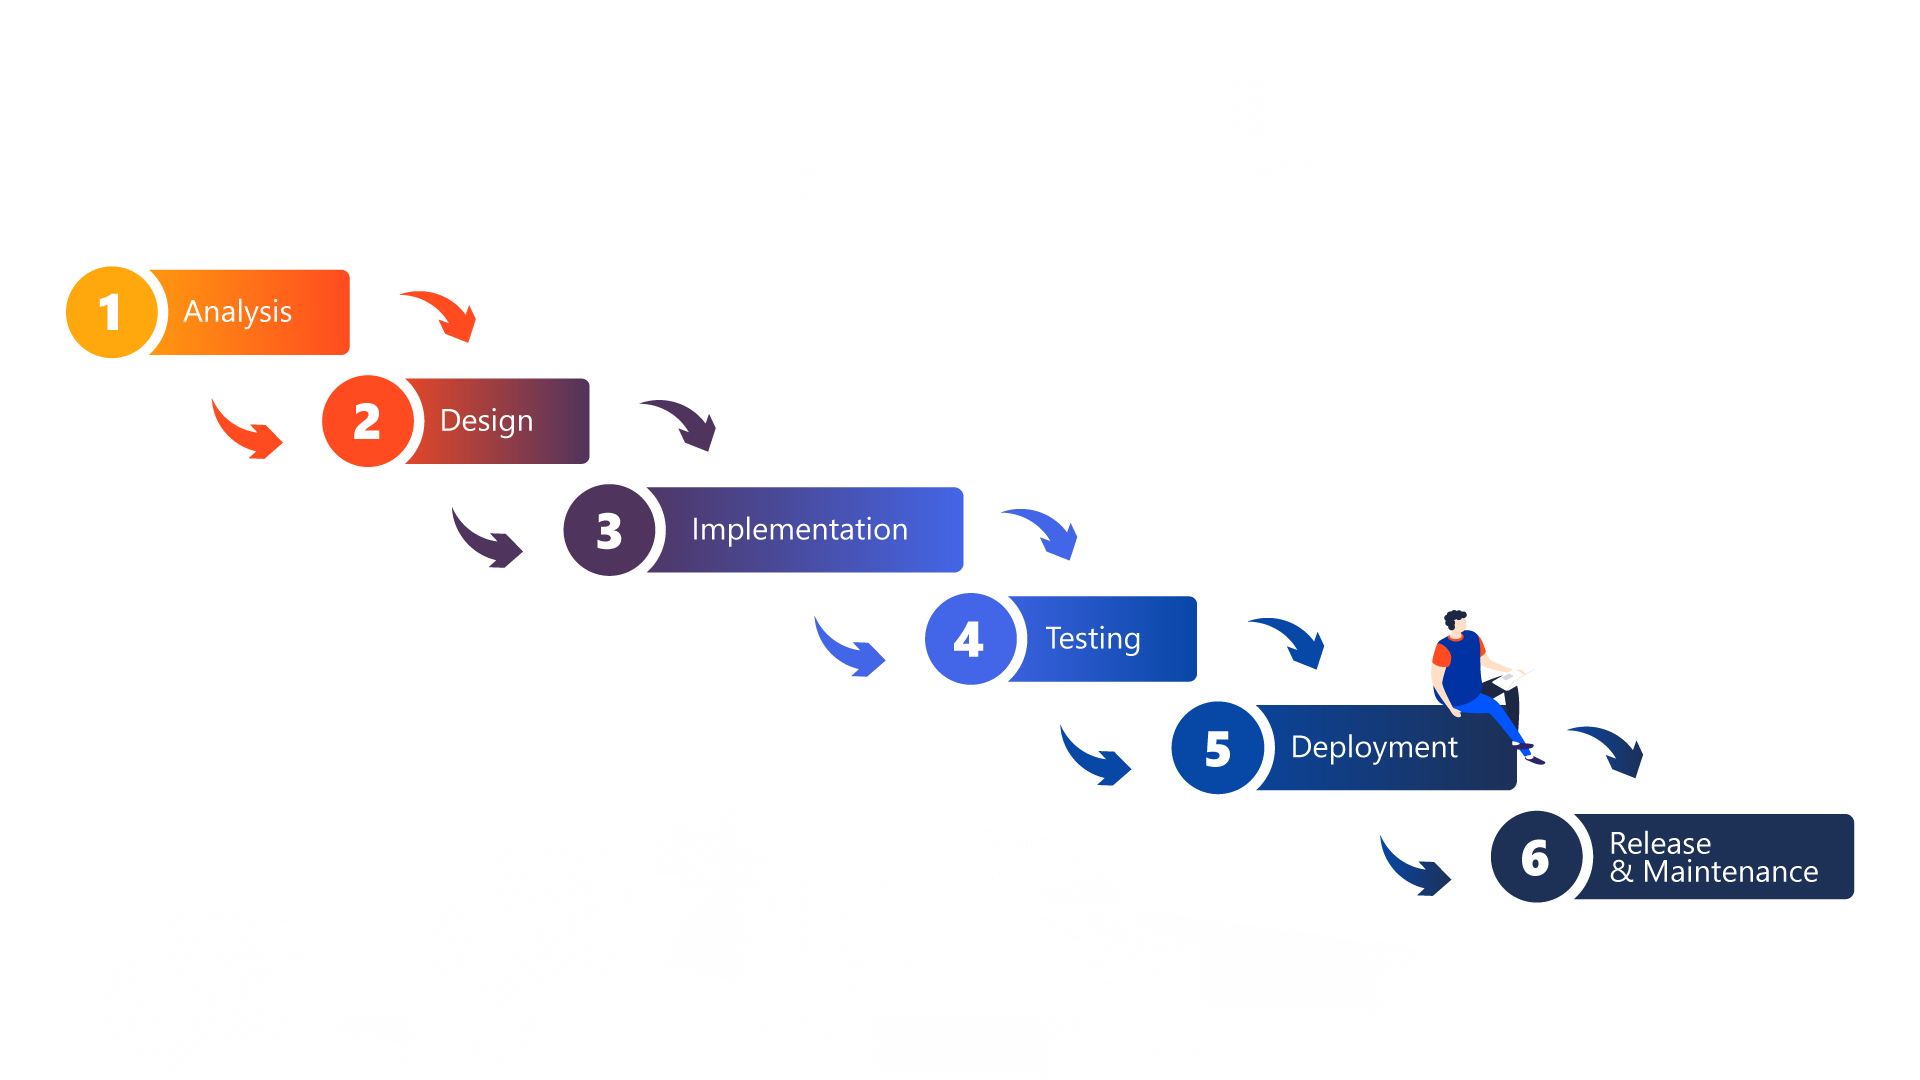 1 Analysis
2 Design
3 Implementation
4 Testing
5 Deployment
6 Release
& Maintenance